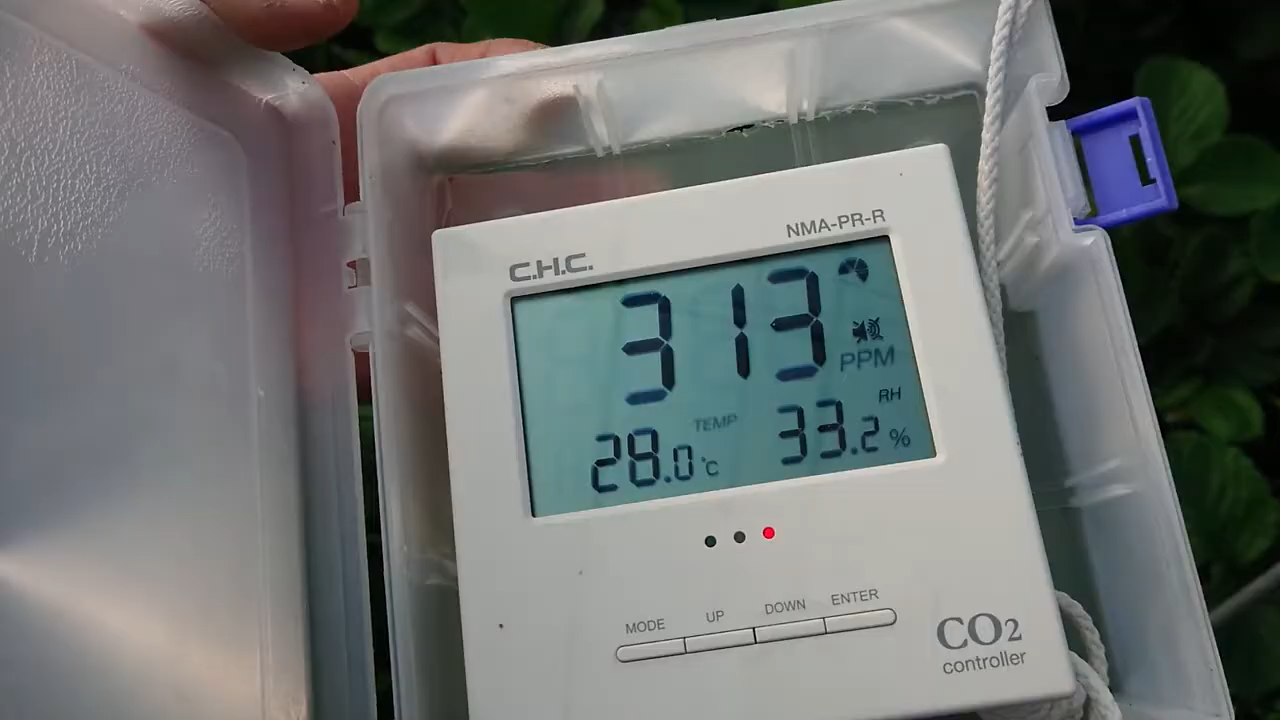 NMA-PR-R
C.H.C.
313
PPM
TEMP
RH
28.0 °C
33.2 %
MODE UP DOWN ENTER
CO2
controller